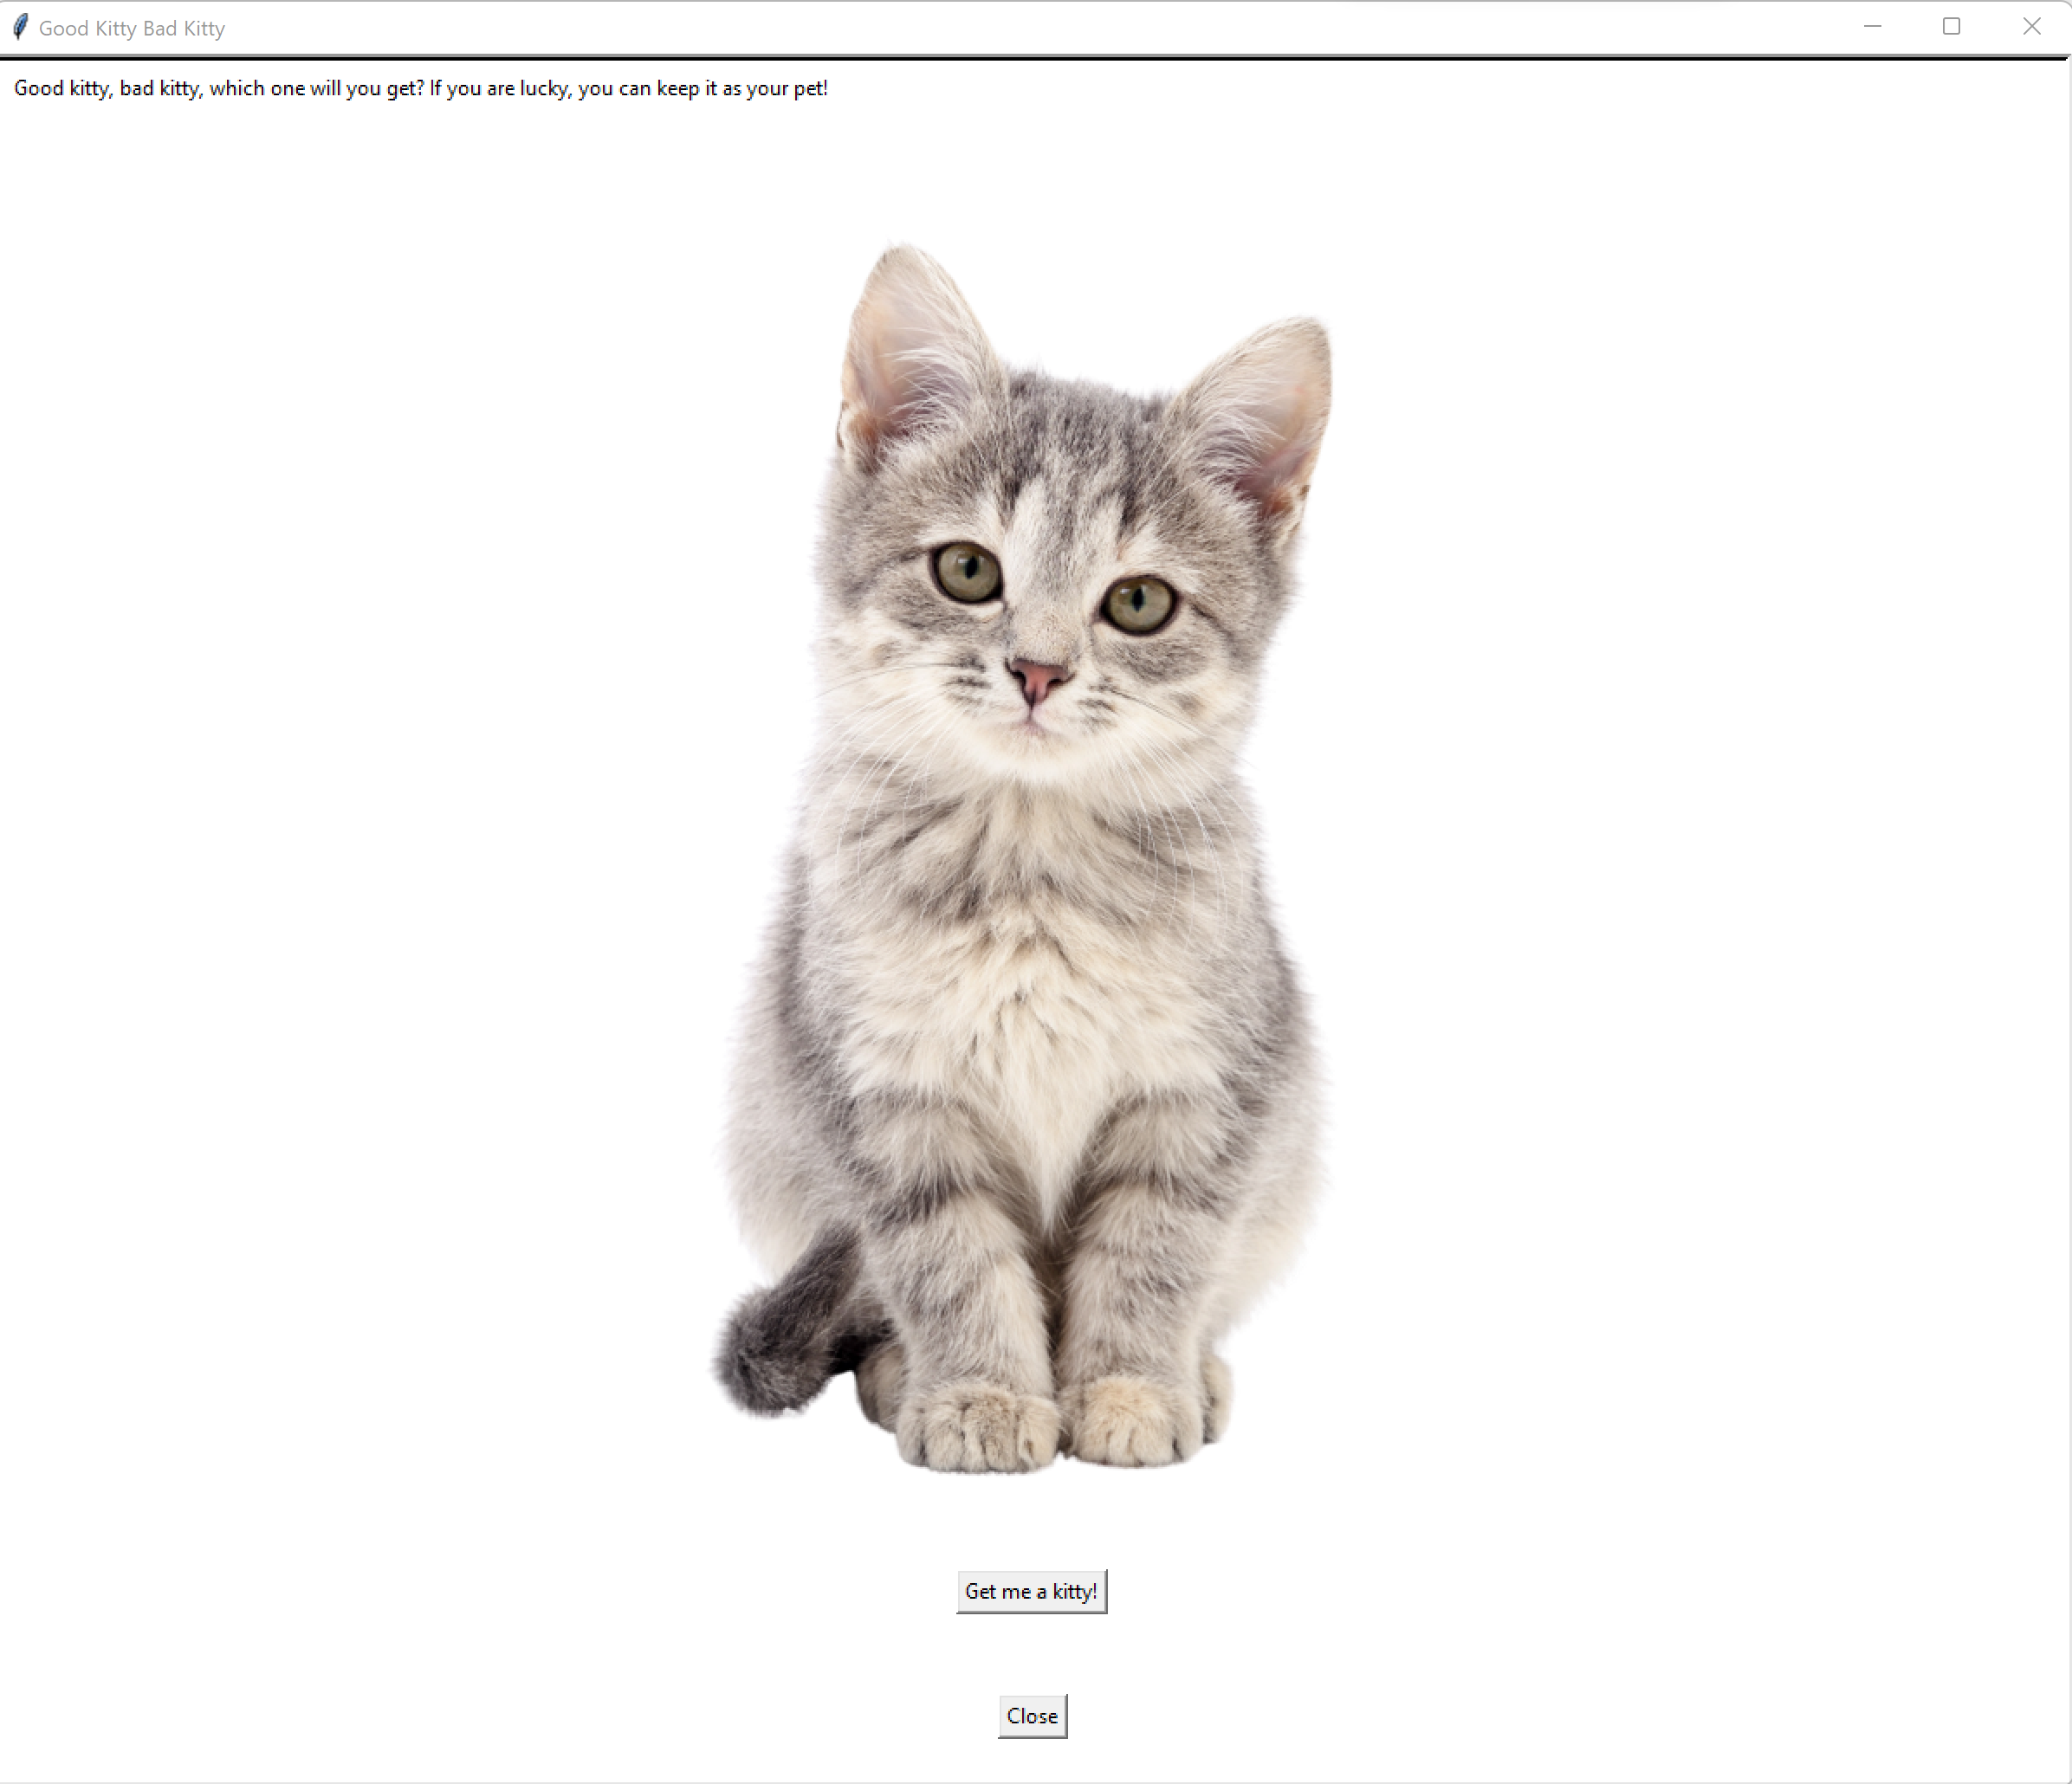 Good Kitty Bad Kitty
Good kitty, bad kitty, which one will you get? If you are lucky, you can keep it as your pet!
Get me a kitty!
Close